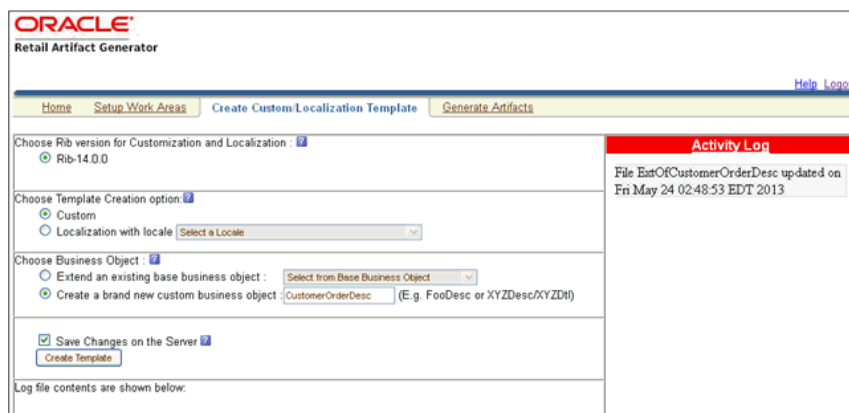 ORACLE®
Retail Artifact Generator
Help Logo
Home Setup Work Areas Create Custom/Localization Template Generate Artifacts
Choose Rib version for Customization and Localization : ?
Rib-14.0.0
Choose Template Creation option: ?
Custom
Localization with locale Select a Locale
Choose Business Object : ?
Extend an existing base business object : Select from Base Business Object
Create a brand new custom business object : CustomerOrderDesc (E.g. FooDesc or XYZDesc/XYZDtl)
Save Changes on the Server ?
Create Template
Log file contents are shown below:
Activity Log
File ExtOfCustomerOrderDesc updated on
Fri May 24 02:48:53 EDT 2013